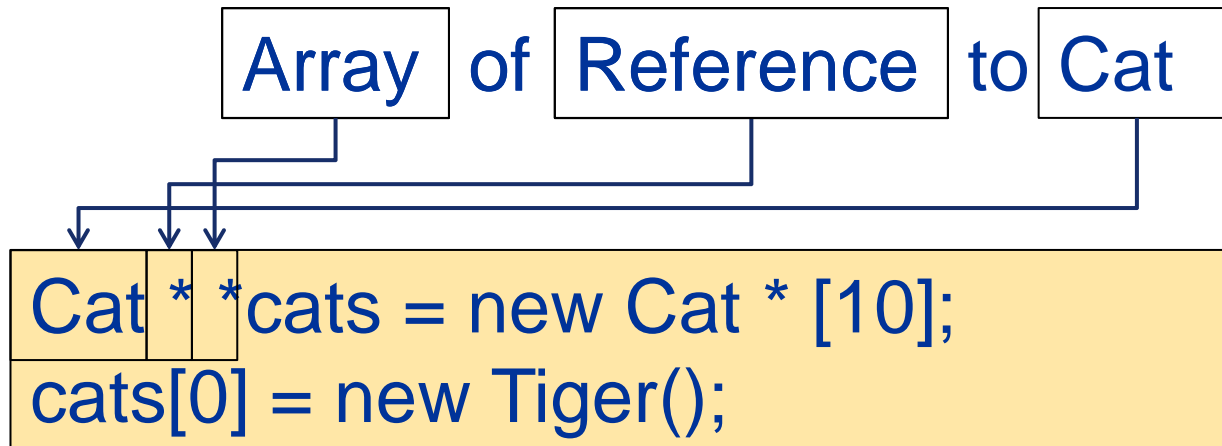 Array of Reference to Cat
Cat * *cats = new Cat * [10];
cats[0] = new Tiger();